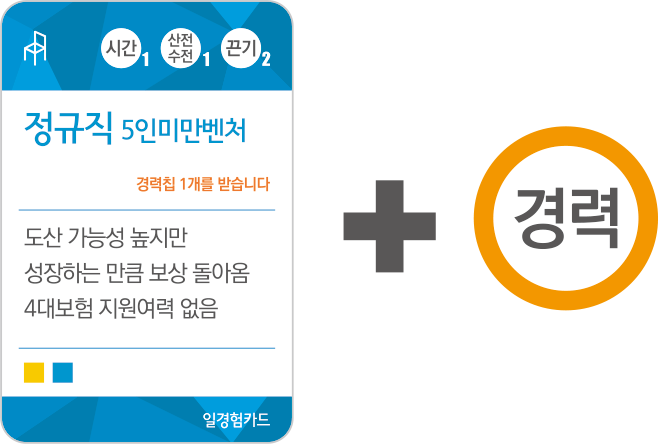 시간 1 산전 수전 1 끈기 2
정규직 5인미만벤처
경력칩 1개를 받습니다
도산 가능성 높지만
성장하는 만큼 보상 돌아옴
4대보험 지원여력 없음
일경험카드
경력